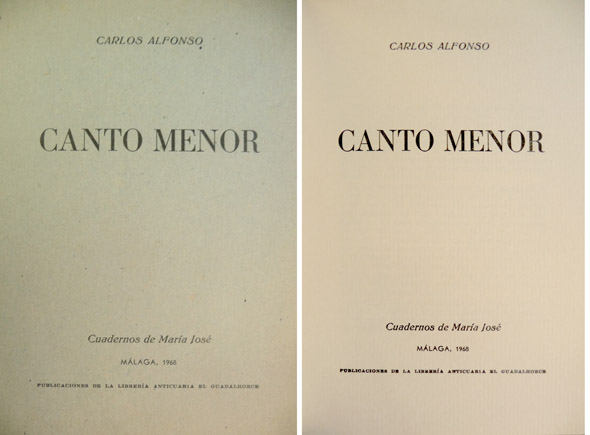 CARLOS ALFONSO
CANTO MENOR
Cuadernos de María José
MÁLAGA, 1968
PUBLICACIONES DE LA LIBRERÍA ANTICUARIA EL GUADALHORCE
CARLOS ALFONSO
CANTO MENOR
Cuadernos de María José
MÁLAGA, 1968
PUBLICACIONES DE LA LIBRERÍA ANTICUARIA EL GUADALHORCE